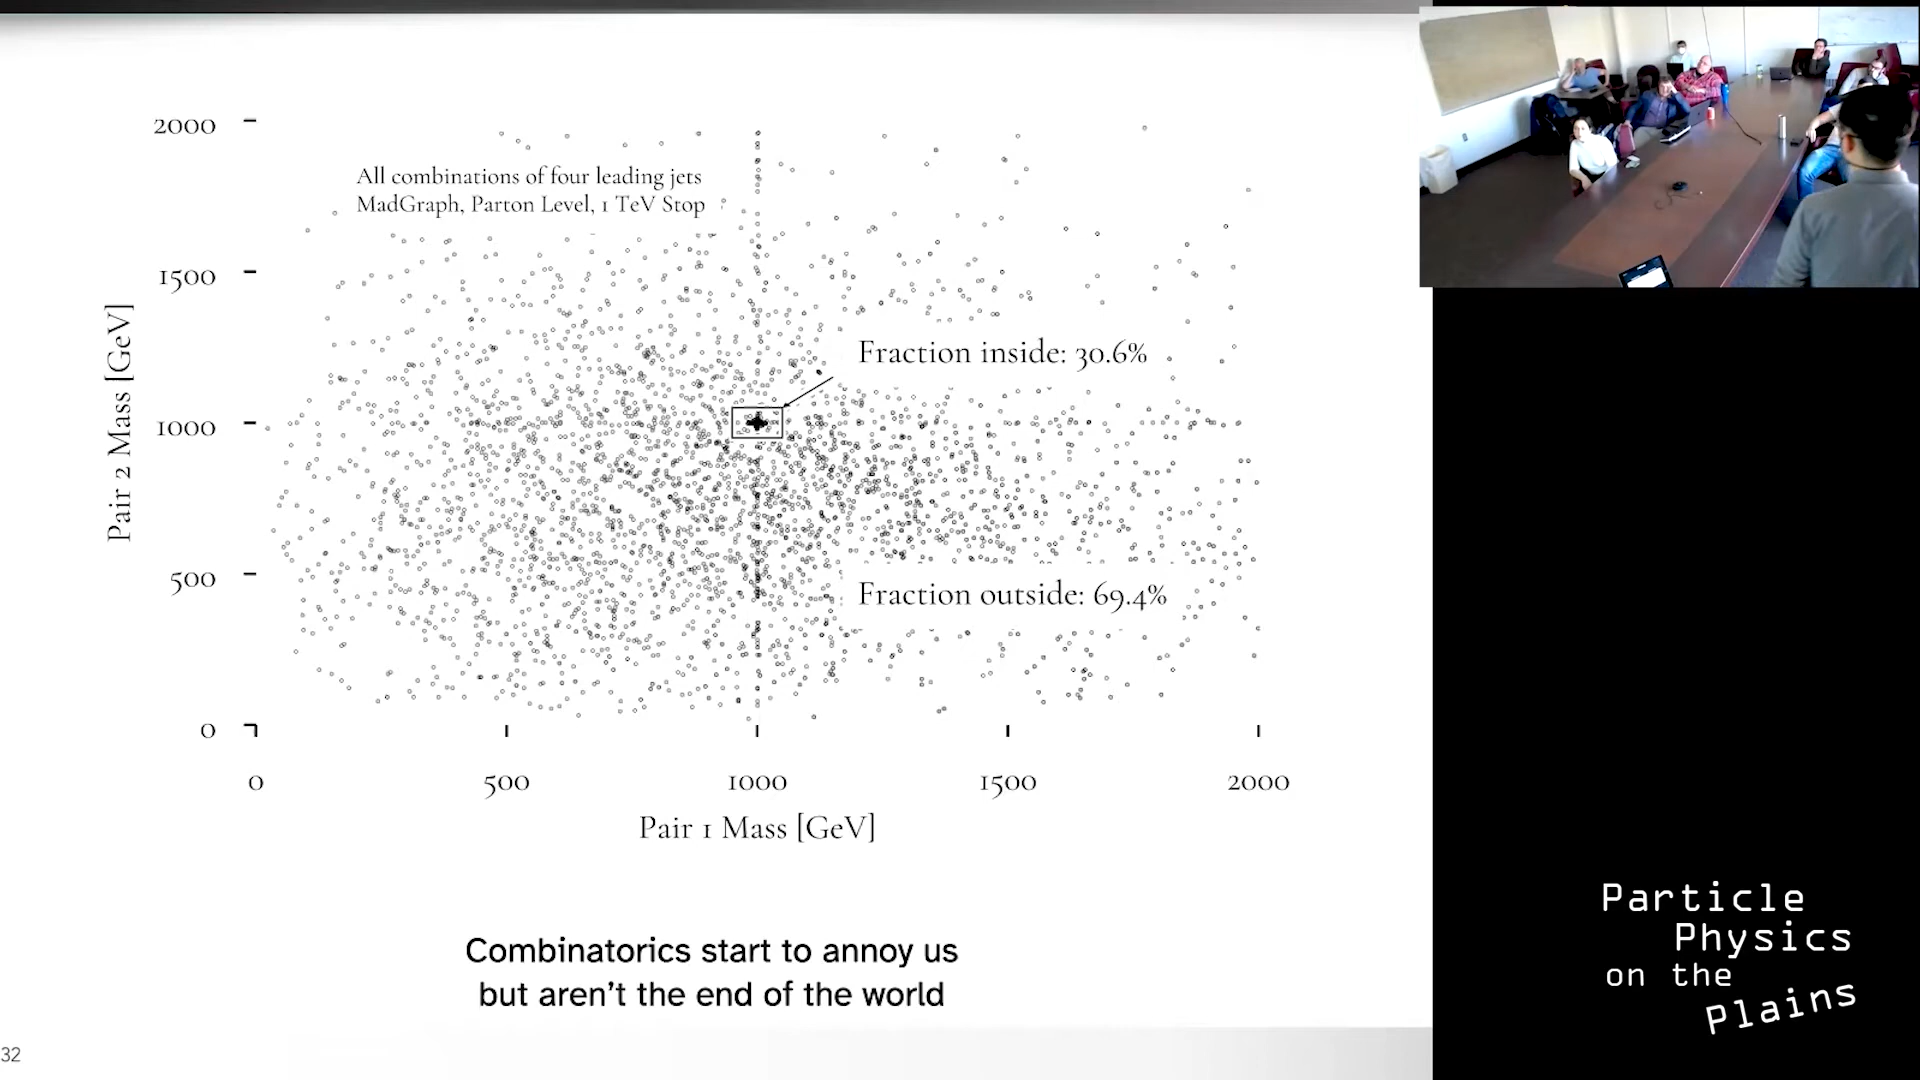 2000
1500
1000
500
0
Pair 2 Mass [GeV]
All combinations of four leading jets
MadGraph, Parton Level, 1 TeV Stop
Fraction inside: 30.6%
Fraction outside: 69.4%
0
500
1000
1500
2000
Pair 1 Mass [GeV]
Combinatorics start to annoy us
but aren't the end of the world
32
Particle
Physics
on the
Plains